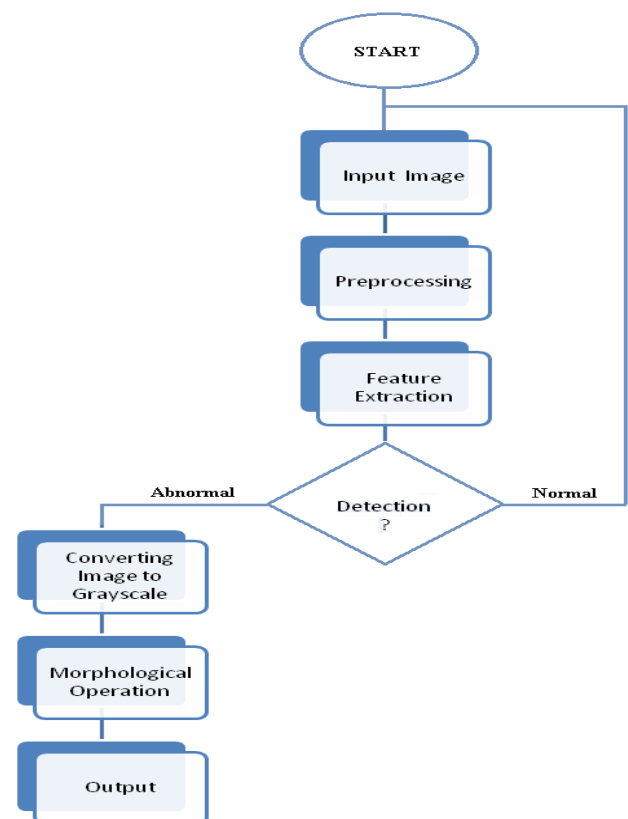 START
Input Image
Preprocessing
Feature
Extraction
Detection
?
Abnormal
Normal
Converting
Image to
Grayscale
Morphological
Operation
Output